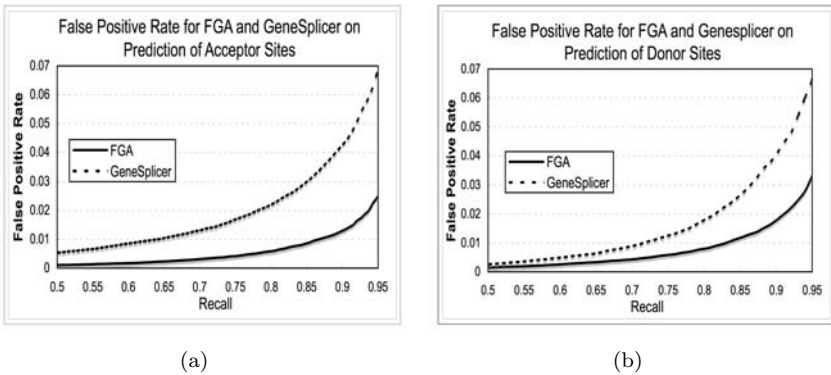 False Positive Rate for FGA and GeneSplicer on
Prediction of Acceptor Sites
False Positive Rate
0.07
0.06
0.05
0.04
0.03
0.02
0.01
0
FGA
GeneSplicer
0.5 0.55 0.6 0.65 0.7 0.75 0.8 0.85 0.9 0.95
Recall
(a)
False Positive Rate for FGA and Genesplicer on
Prediction of Donor Sites
False Positive Rate
0.07
0.06
0.05
0.04
0.03
0.02
0.01
0
FGA
GeneSplicer
0.5 0.55 0.6 0.65 0.7 0.75 0.8 0.85 0.9 0.95
Recall
(b)